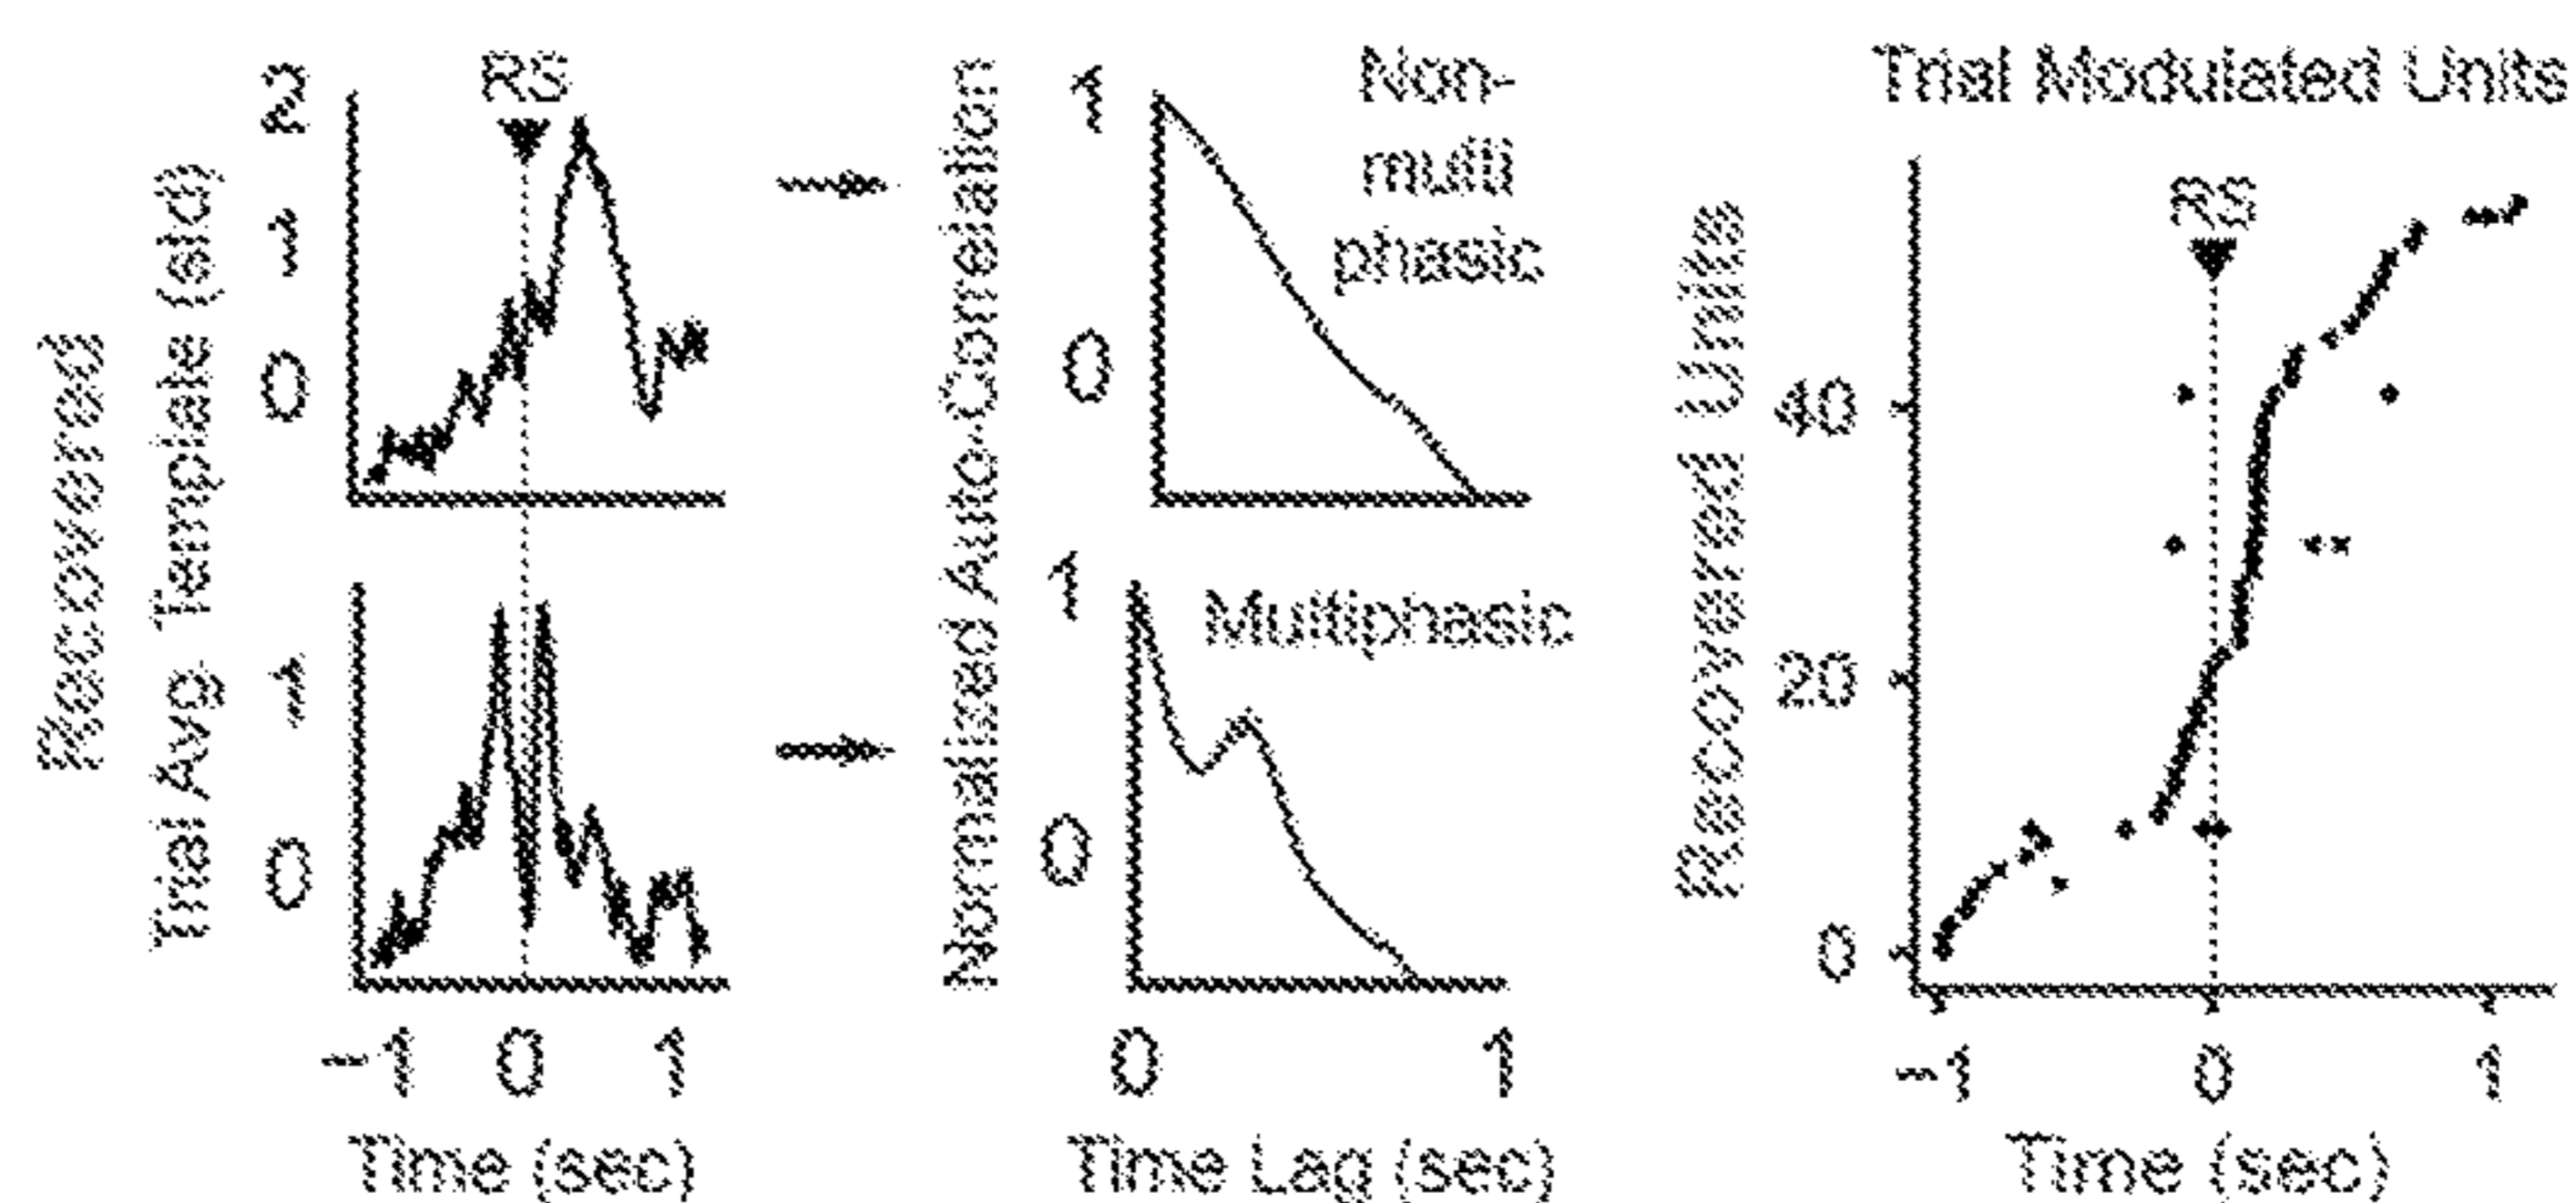 Recovered
Trial Avg Template (std)
2
1
0
RS
1
0
-1 0 1
Time (sec)
Normalized Auto-Correlation
1
0
Non-
multi
phasic
1
0
Multiphasic
0 1
Time Lag (sec)
Trial Modulated Units
Recovered Units
40
20
0
RS
-1 0 1
Time (sec)